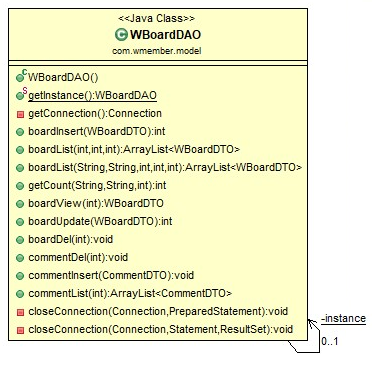 <<Java Class>>
WBoardDAO
com.wmember.model
WBoardDAO()
getInstance():WBoardDAO
getConnection():Connection
boardInsert(WBoardDTO):int
boardList(int,int,int):ArrayList<WBoardDTO>
boardList(String,String,int,int,int):ArrayList<WBoardDTO>
getCount(String,String,int):int
boardView(int):WBoardDTO
boardUpdate(WBoardDTO):int
boardDel(int):void
commentDel(int):void
commentInsert(CommentDTO):void
commentList(int):ArrayList<CommentDTO>
closeConnection(Connection,PreparedStatement):void
closeConnection(Connection,Statement,ResultSet):void
-instance
0..1